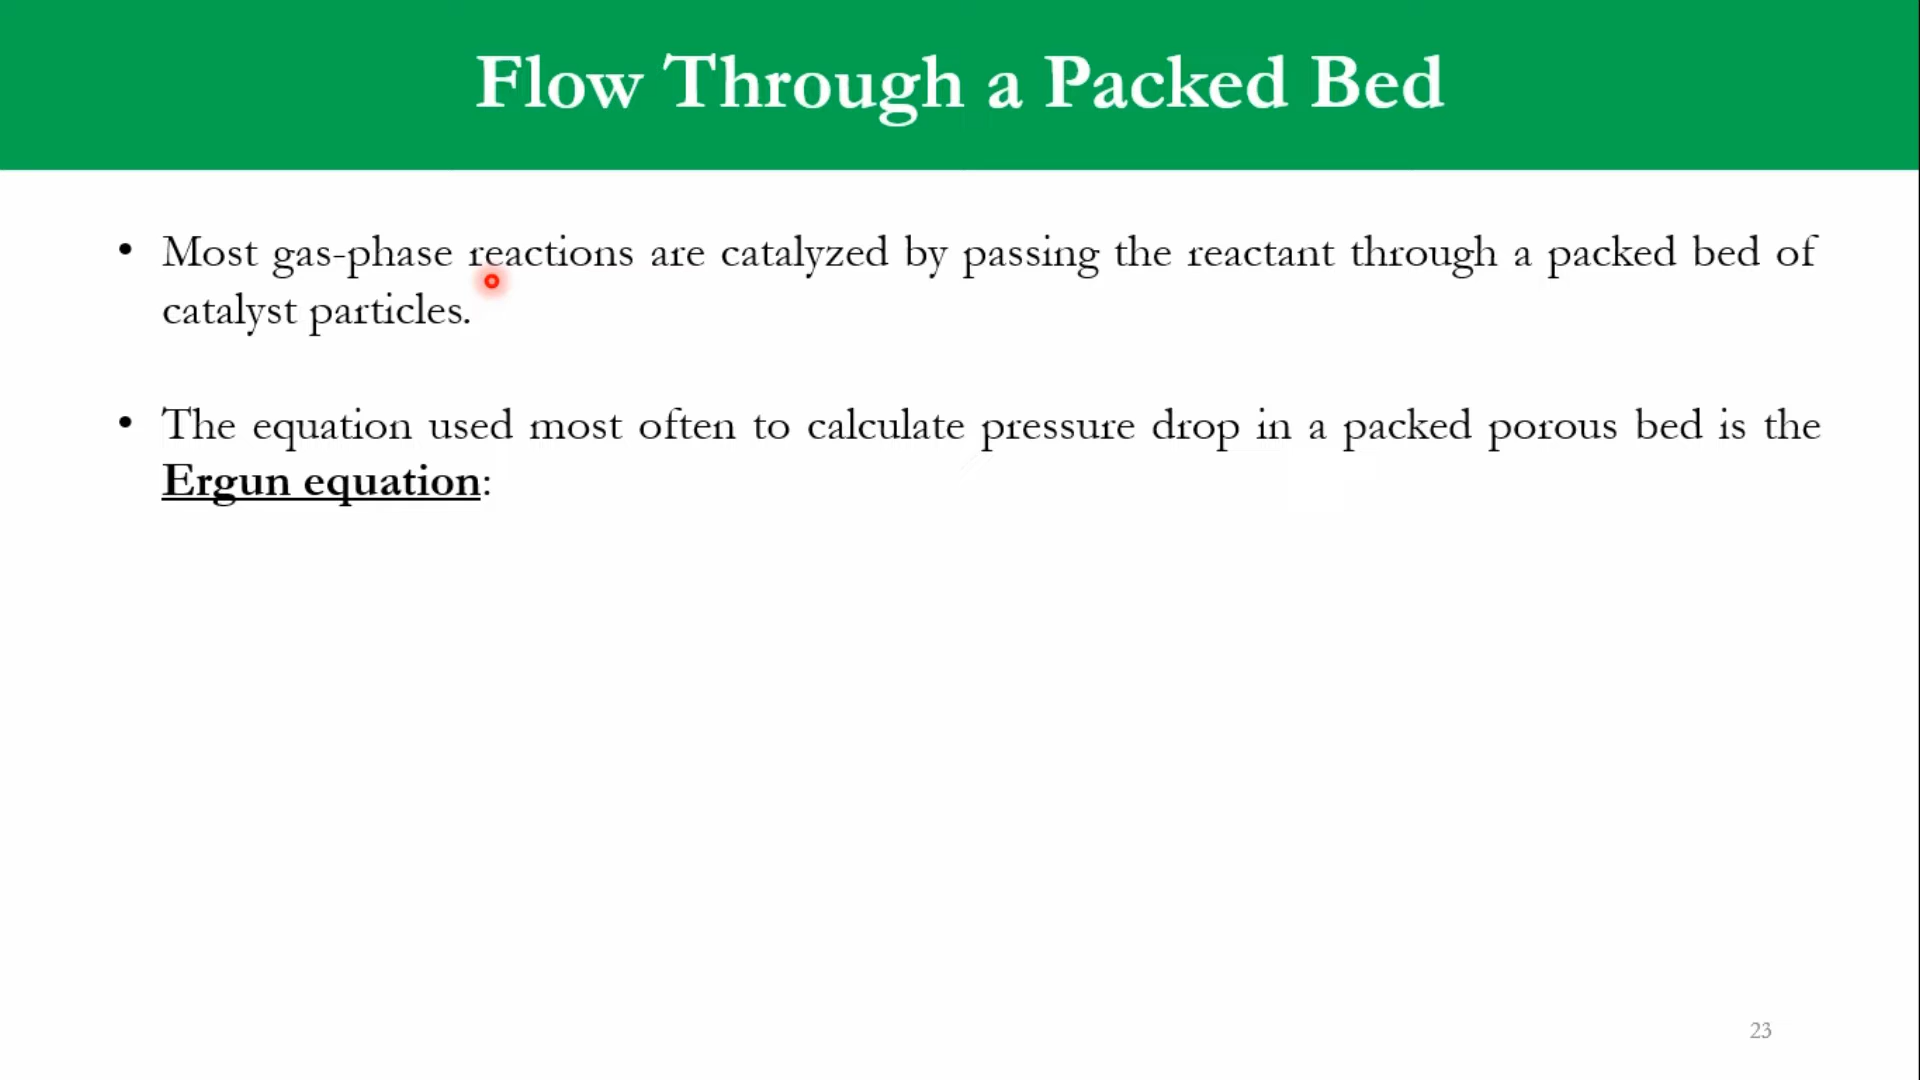 Flow Through a Packed Bed
• Most gas-phase reactions are catalyzed by passing the reactant through a packed bed of
catalyst particles.
• The equation used most often to calculate pressure drop in a packed porous bed is the
Ergun equation:
23